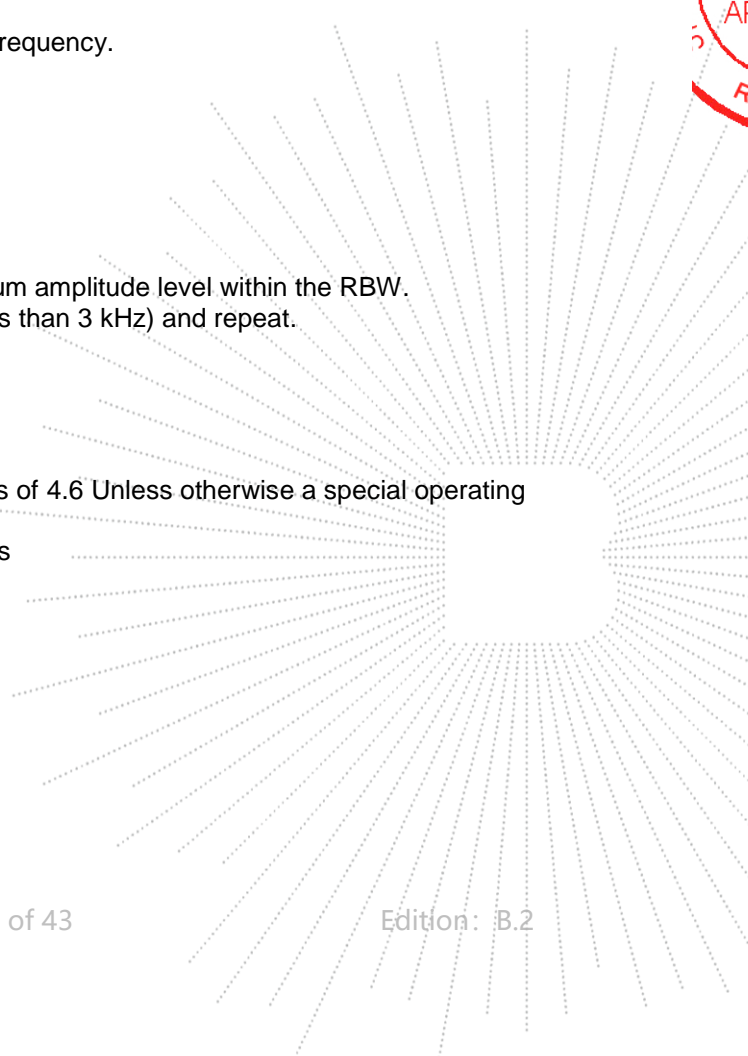 requency.
um amplitude level within the RBW.
s than 3 kHz) and repeat.
s of 4.6 Unless otherwise a special operating
s
of 43 Edition: B.2